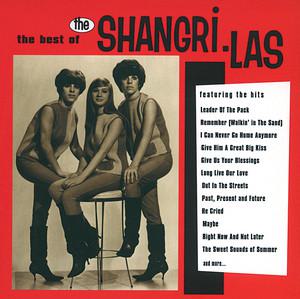 the best of the SHANGRI-LAS
featuring the hits
Leader Of The Pack
Remember [Walkin' In The Sand]
I Can Never Go Home Anymore
Give Him A Great Big Kiss
Give Us Your Blessings
Long Live Our Love
Out In The Streets
Past, Present and Future
He Cried
Maybe
Right Now And Not Later
The Sweet Sounds of Summer
and more...